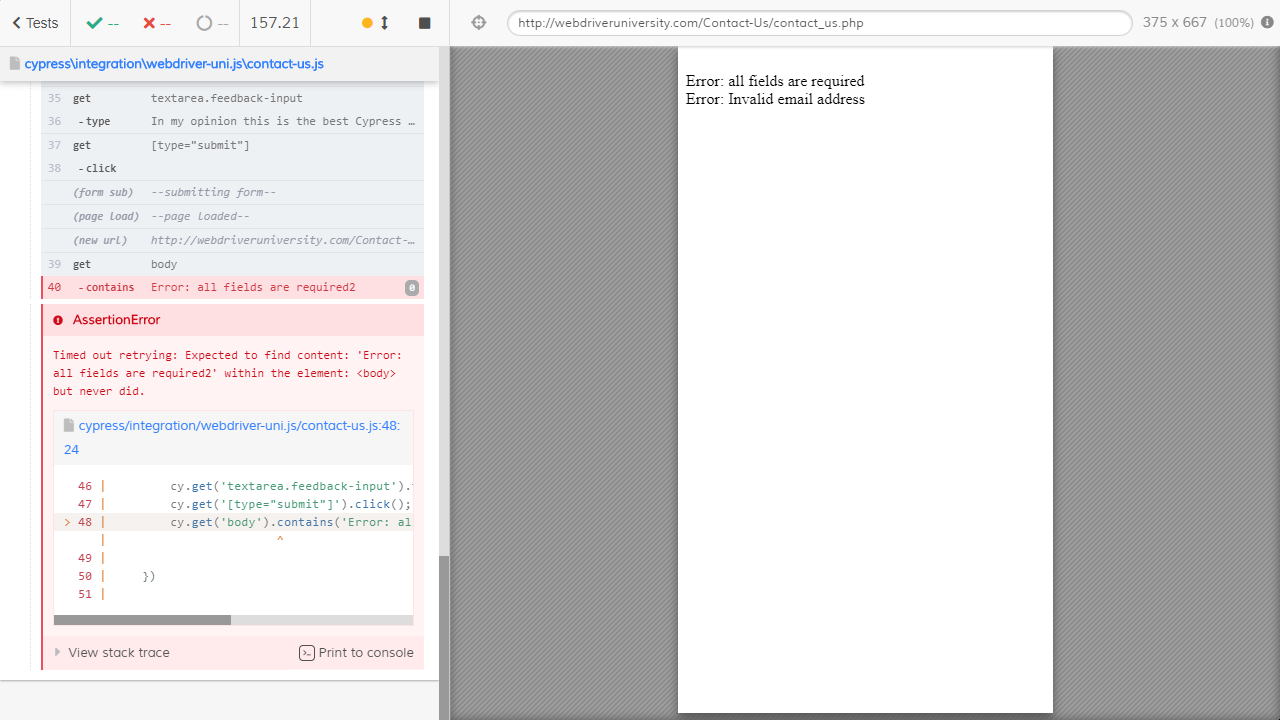 Tests
--
--
--
157.21
http://webdriveruniversity.com/Contact-Us/contact_us.php
375 x 667 (100%)
cypress\integration\webdriver-uni.js\contact-us.js
35 get textarea.feedback-input
36 -type In my opinion this is the best Cypress …
37 get [type="submit"]
38 -click
(form sub) --submitting form--
(page load) --page loaded--
(new url) http://webdriveruniversity.com/Contact-…
39 get body
40 -contains Error: all fields are required2 0
AssertionError
Timed out retrying: Expected to find content: 'Error:
all fields are required2' within the element: <body>
but never did.
cypress/integration/webdriver-uni.js/contact-us.js:48:
24
46 | cy.get('textarea.feedback-input').
47 | cy.get('[type="submit"]').click();
> 48 | cy.get('body').contains('Error: al
| ^
49 |
50 | })
51 |
View stack trace
Print to console
Error: all fields are required
Error: Invalid email address